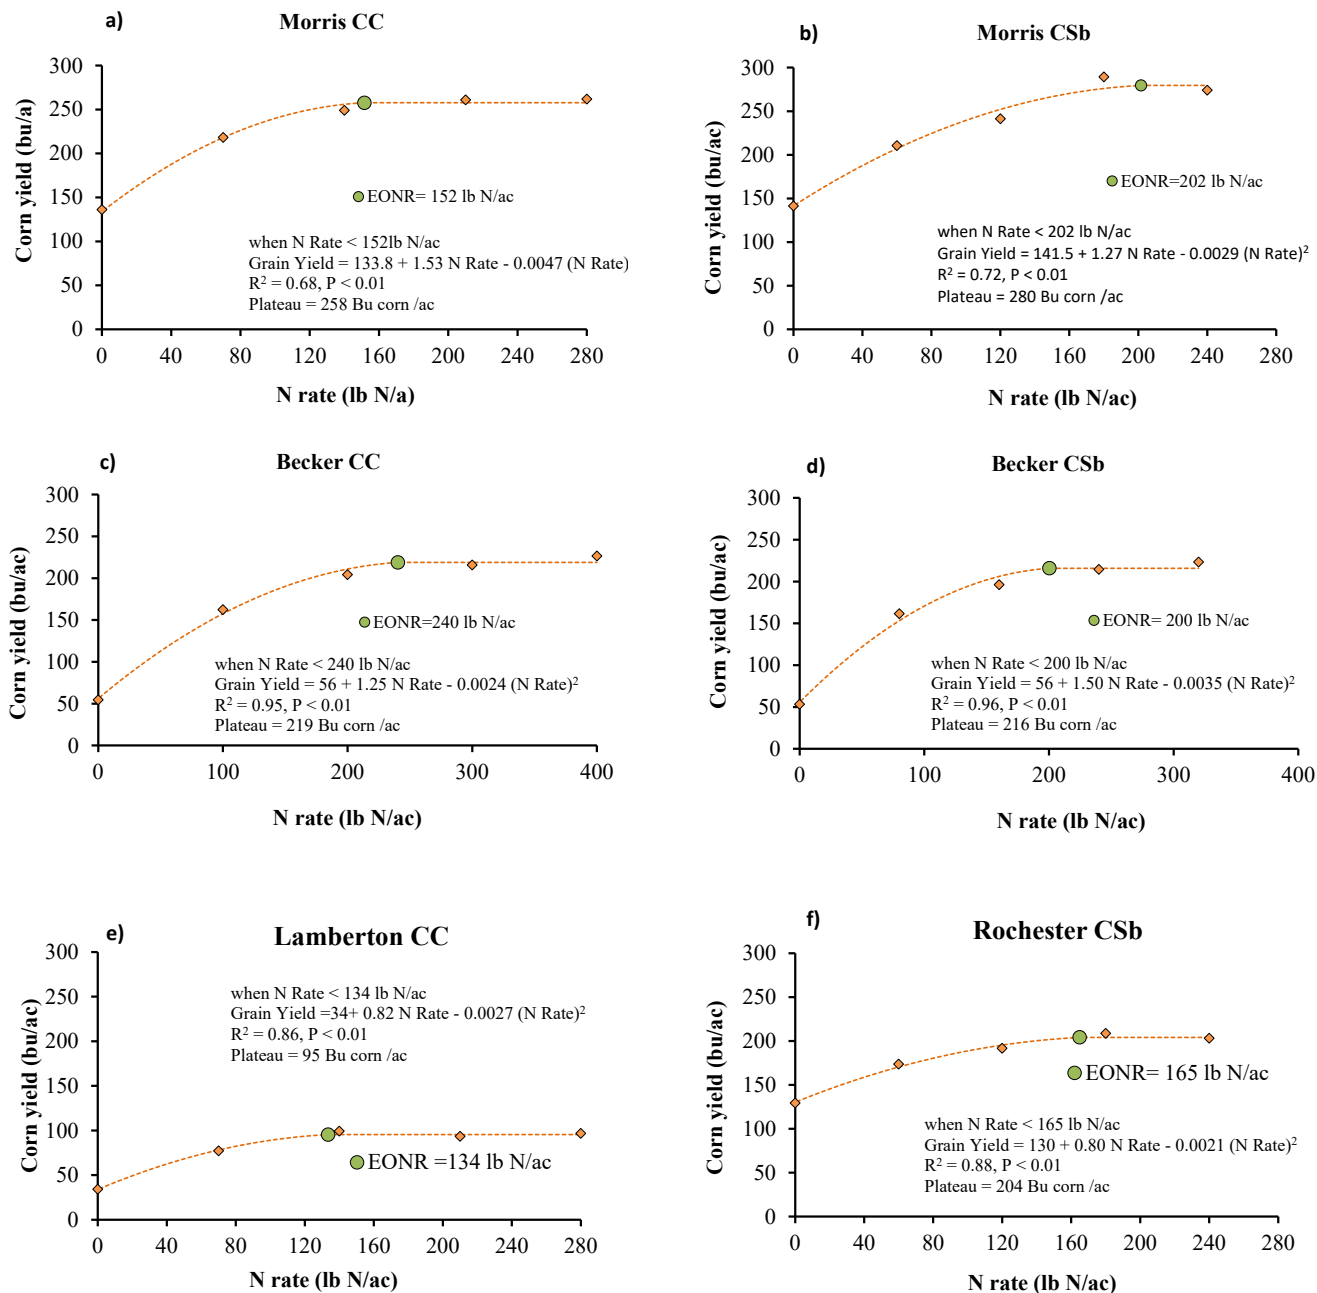 a)
Morris CC
300
250
200
150
100
50
0
0
40
80
120
160
200
240
280
Corn yield (bu/a)
N rate (lb N/a)
EONR= 152 lb N/ac
when N Rate < 152lb N/ac
Grain Yield = 133.8 + 1.53 N Rate - 0.0047 (N Rate)
R² = 0.68, P < 0.01
Plateau = 258 Bu corn /ac
b)
Morris CSb
300
250
200
150
100
50
0
0
40
80
120
160
200
240
280
Corn yield (bu/ac)
N rate (lb N/ac)
EONR=202 lb N/ac
when N Rate < 202 lb N/ac
Grain Yield = 141.5 + 1.27 N Rate - 0.0029 (N Rate)²
R² = 0.72, P < 0.01
Plateau = 280 Bu corn /ac
c)
Becker CC
300
250
200
150
100
50
0
0
100
200
300
400
Corn yield (bu/ac)
N rate (lb N/ac)
EONR=240 lb N/ac
when N Rate < 240 lb N/ac
Grain Yield = 56 + 1.25 N Rate - 0.0024 (N Rate)²
R² = 0.95, P < 0.01
Plateau = 219 Bu corn /ac
d)
Becker CSb
300
250
200
150
100
50
0
0
100
200
300
400
Corn yield (bu/ac)
N rate (lb N/ac)
EONR= 200 lb N/ac
when N Rate < 200 lb N/ac
Grain Yield = 56 + 1.50 N Rate - 0.0035 (N Rate)²
R² = 0.96, P < 0.01
Plateau = 216 Bu corn /ac
e)
Lamberton CC
300
250
200
150
100
50
0
0
40
80
120
160
200
240
280
Corn yield (bu/ac)
N rate (lb N/ac)
when N Rate < 134 lb N/ac
Grain Yield =34+ 0.82 N Rate - 0.0027 (N Rate)²
R² = 0.86, P < 0.01
Plateau = 95 Bu corn /ac
EONR =134 lb N/ac
f)
Rochester CSb
300
250
200
150
100
50
0
0
40
80
120
160
200
240
280
Corn yield (bu/ac)
N rate (lb N/ac)
EONR= 165 lb N/ac
when N Rate < 165 lb N/ac
Grain Yield = 130 + 0.80 N Rate - 0.0021 (N Rate)²
R² = 0.88, P < 0.01
Plateau = 204 Bu corn /ac